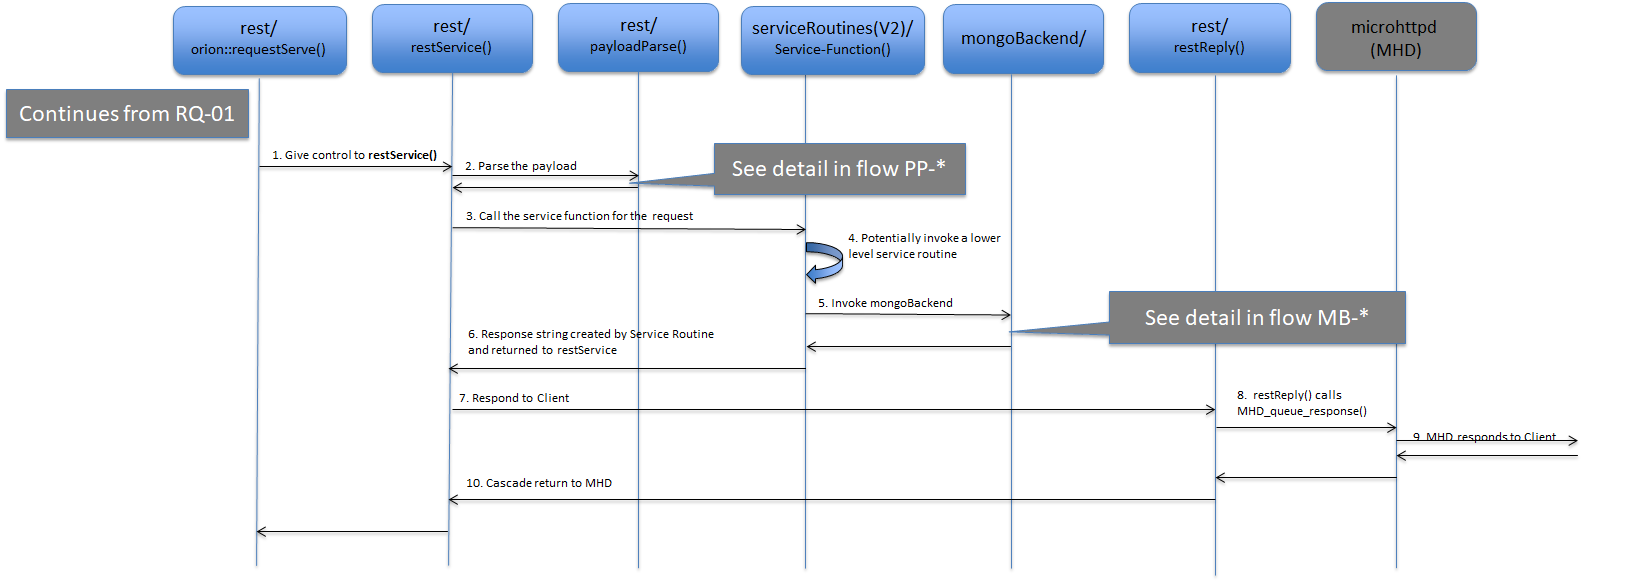 rest/
orion::requestServe()
rest/
restService()
rest/
payloadParse()
serviceRoutines(V2)/
Service-Function()
mongoBackend/
rest/
restReply()
microhttpd
(MHD)
Continues from RQ-01
1. Give control to restService()
2. Parse the payload
See detail in flow PP-*
3. Call the service function for the request
4. Potentially invoke a lower
level service routine
5. Invoke mongoBackend
See detail in flow MB-*
6. Response string created by Service Routine
and returned to restService
7. Respond to Client
8. restReply() calls
MHD_queue_response()
9. MHD responds to Client
10. Cascade return to MHD